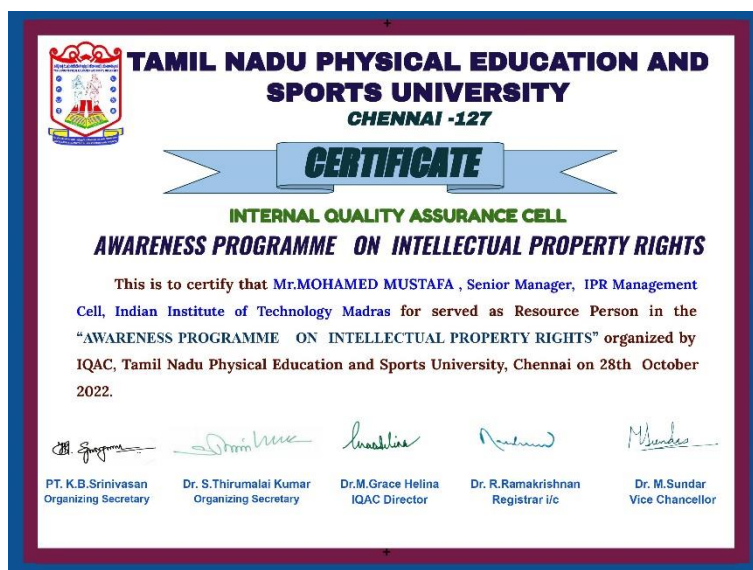 TAMIL NADU PHYSICAL EDUCATION AND
SPORTS UNIVERSITY
CHENNAI -127
CERTIFICATE
INTERNAL QUALITY ASSURANCE CELL
AWARENESS PROGRAMME ON INTELLECTUAL PROPERTY RIGHTS
This is to certify that Mr.MOHAMED MUSTAFA , Senior Manager, IPR Management
Cell, Indian Institute of Technology Madras for served as Resource Person in the
“AWARENESS PROGRAMME ON INTELLECTUAL PROPERTY RIGHTS” organized by
IQAC, Tamil Nadu Physical Education and Sports University, Chennai on 28th October
2022.
PT. K.B.Srinivasan Dr. S.Thirumalai Kumar Dr.M.Grace Helina Dr. R.Ramakrishnan Dr. M.Sundar
Organizing Secretary Organizing Secretary IQAC Director Registrar i/c Vice Chancellor